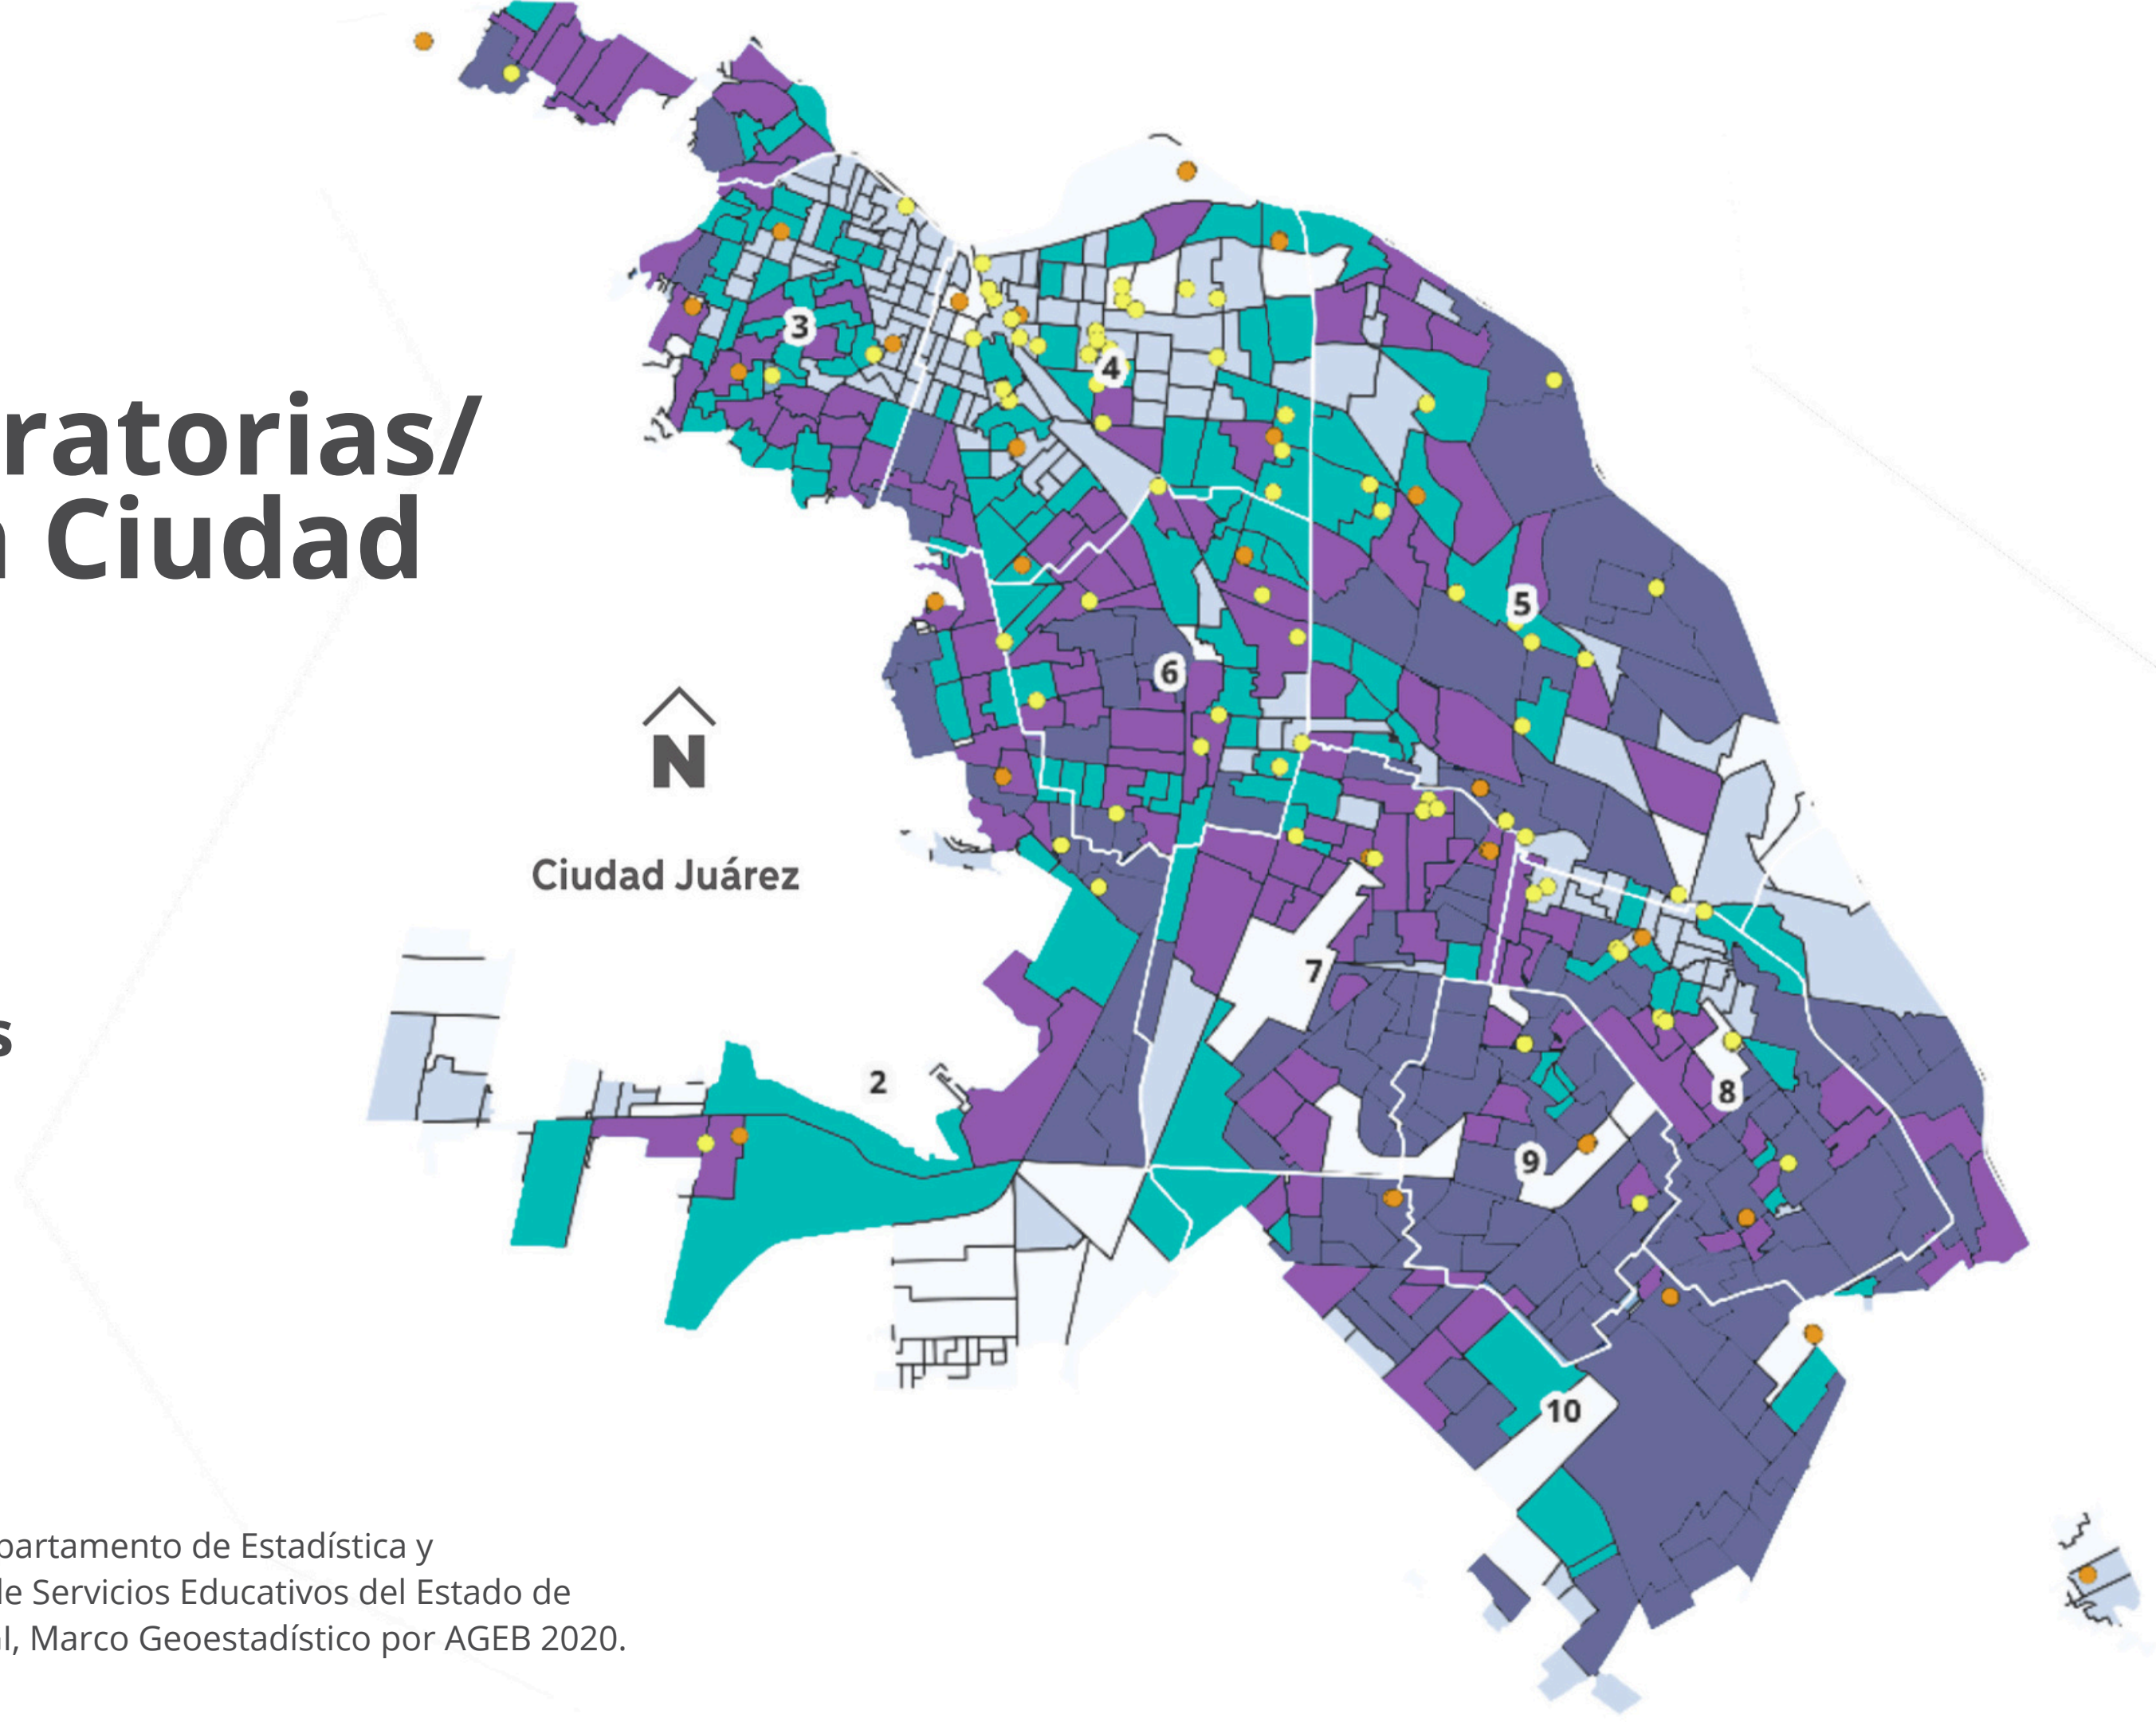 ratorias/
Ciudad
N
Ciudad Juárez
s
partamento de Estadística y
de Servicios Educativos del Estado de
Marco Geoestadístico por AGEB 2020.
3
4
5
6
7
2
8
9
10